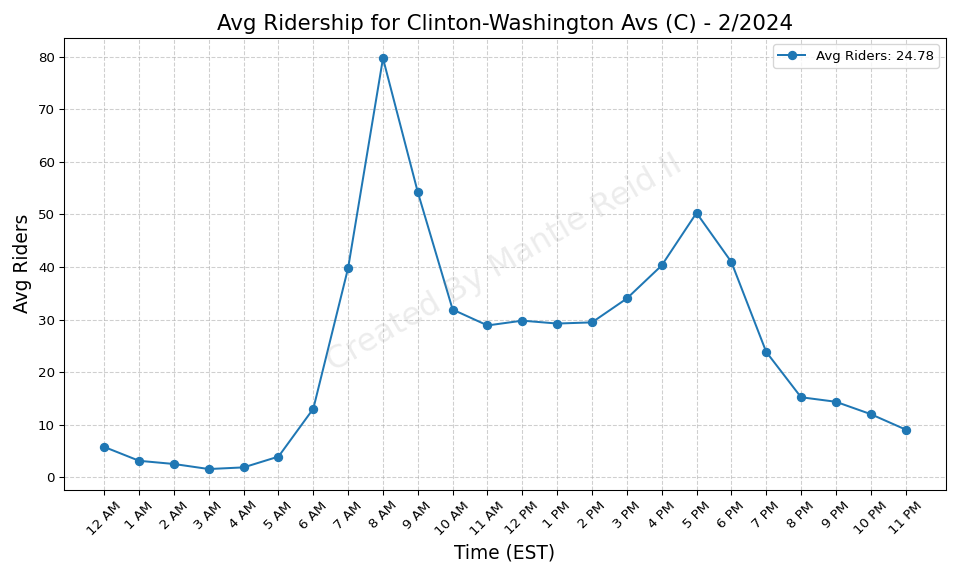 Avg Ridership for Clinton-Washington Avs (C) - 2/2024
Avg Riders: 24.78
80
70
60
50
40
30
20
10
0
Avg Riders
Created By Mantie Reid II
12 AM
1 AM
2 AM
3 AM
4 AM
5 AM
6 AM
7 AM
8 AM
9 AM
10 AM
11 AM
12 PM
1 PM
2 PM
3 PM
4 PM
5 PM
6 PM
7 PM
8 PM
9 PM
10 PM
11 PM
Time (EST)